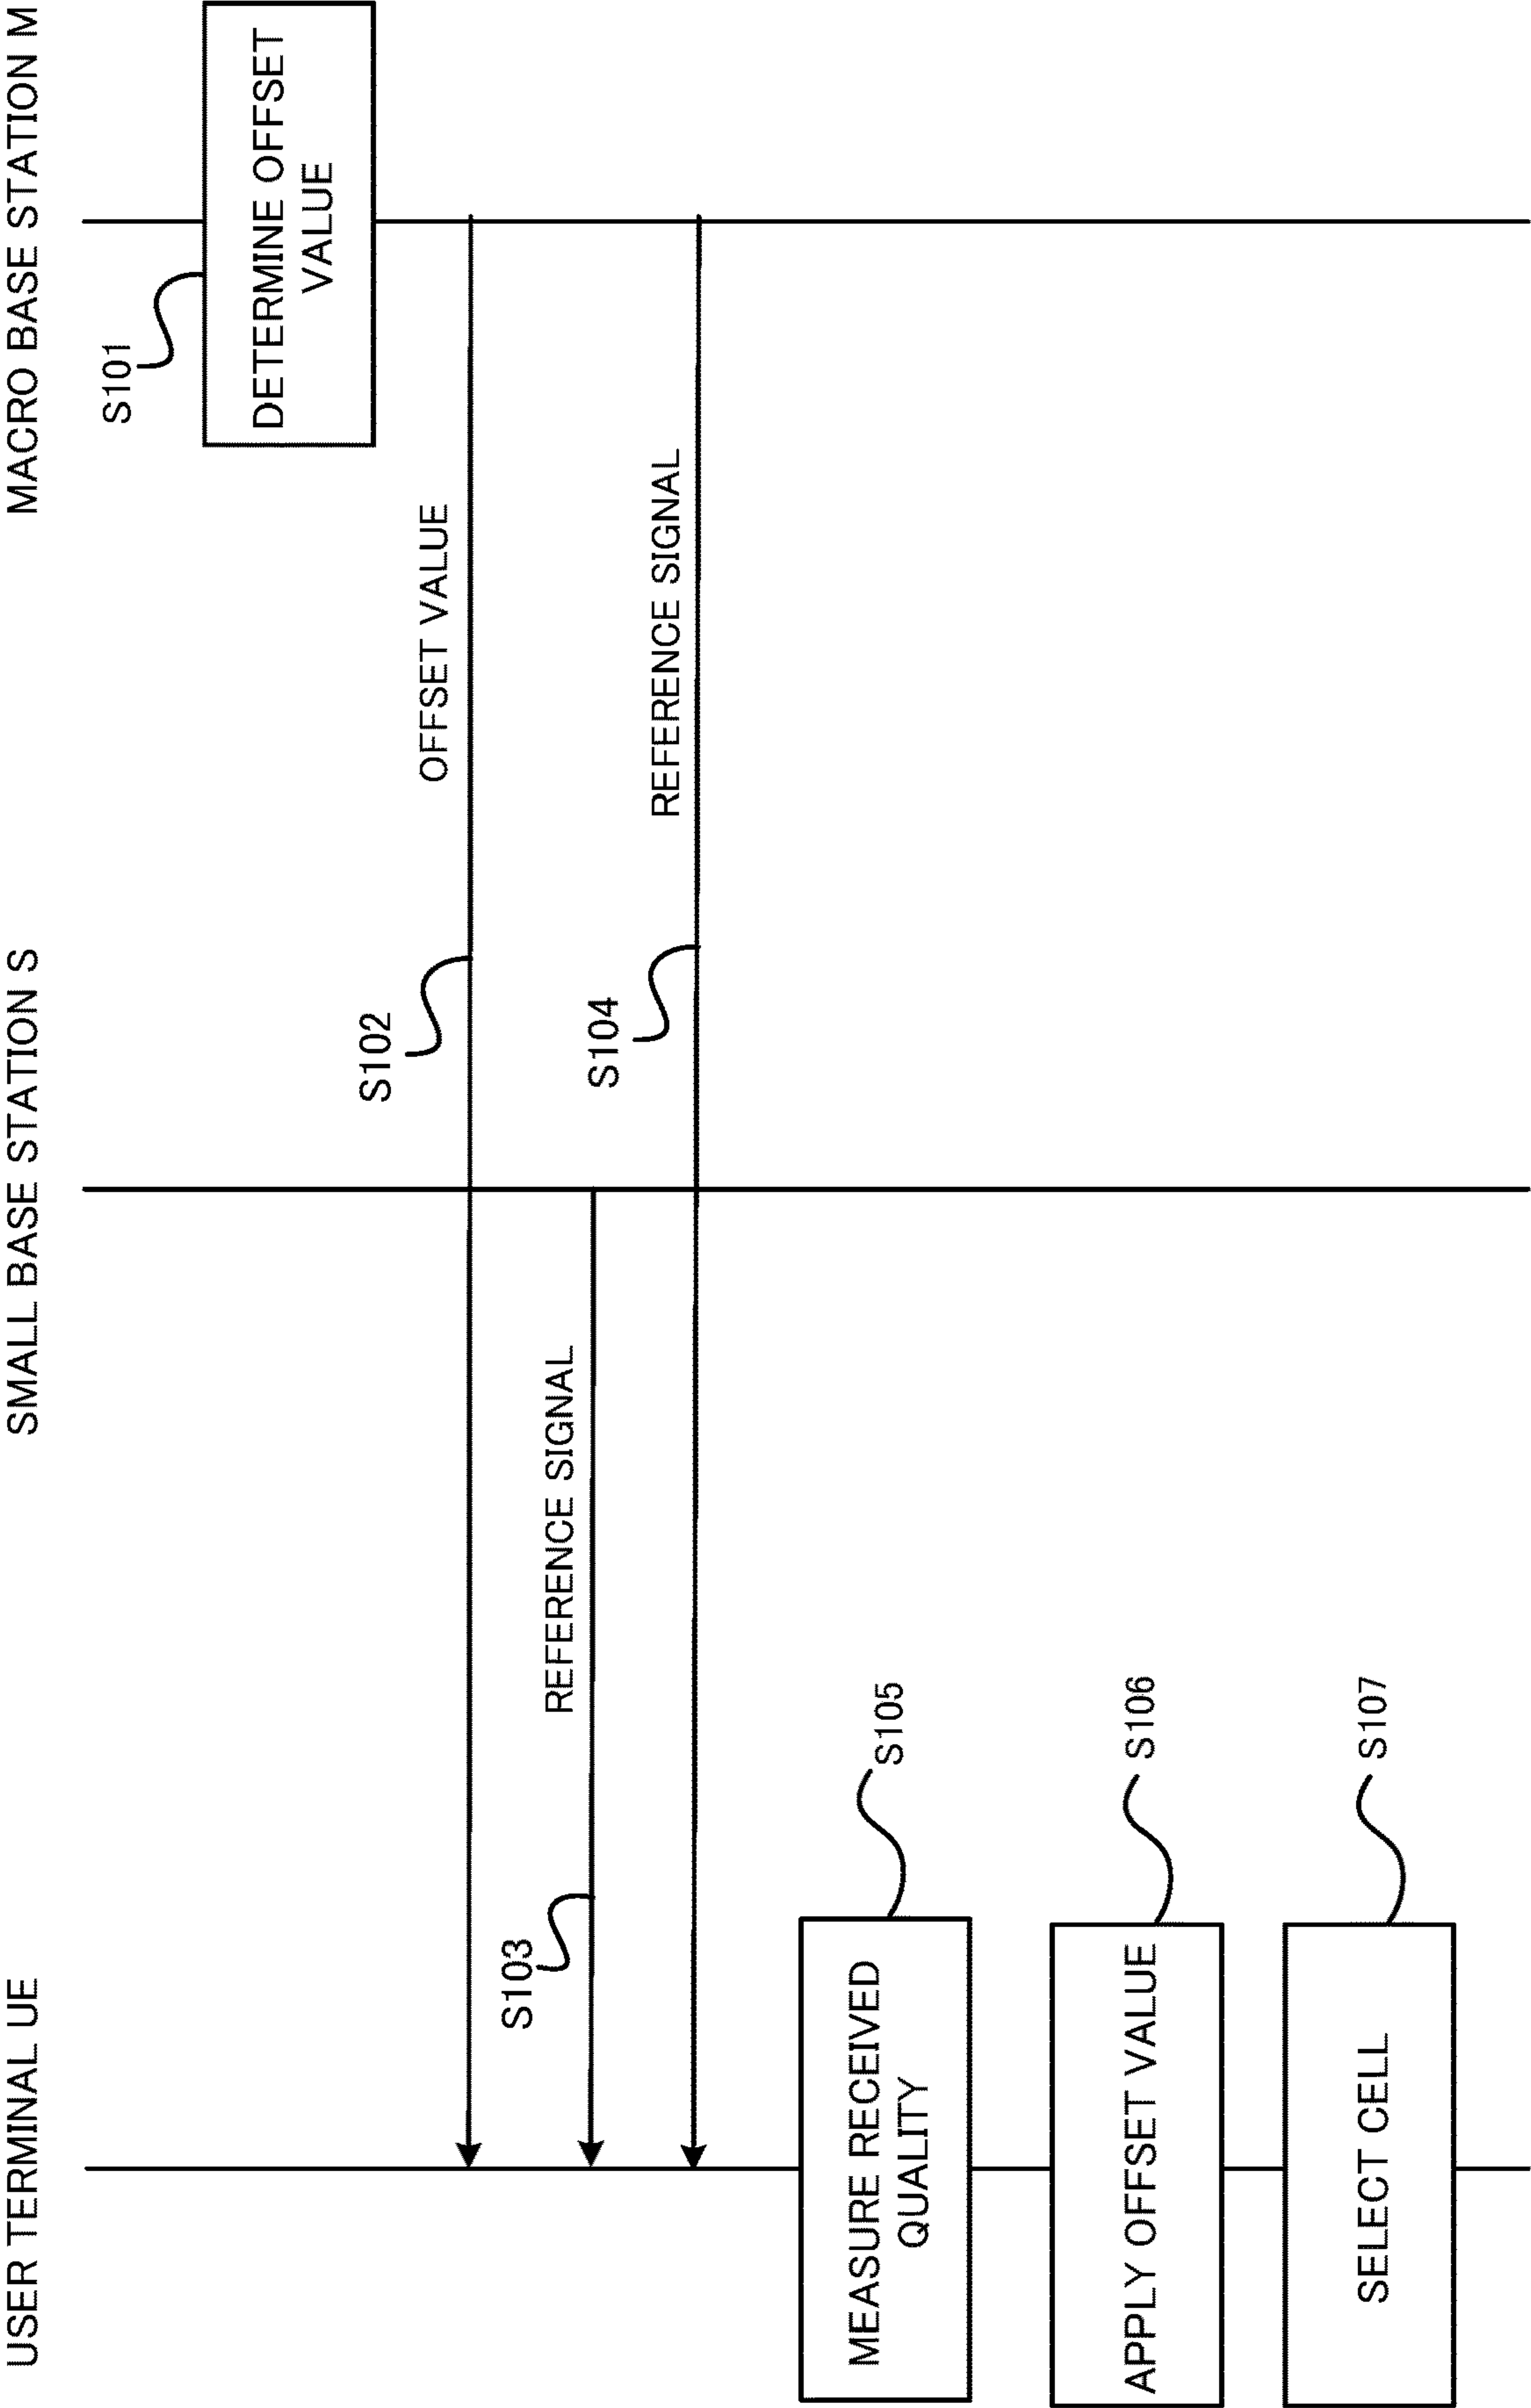 USER TERMINAL UE
SMALL BASE STATION S
MACRO BASE STATION M
S101
DETERMINE OFFSET
VALUE
S102
OFFSET VALUE
S103
REFERENCE SIGNAL
S104
REFERENCE SIGNAL
MEASURE RECEIVED
QUALITY
S105
APPLY OFFSET VALUE
S106
SELECT CELL
S107